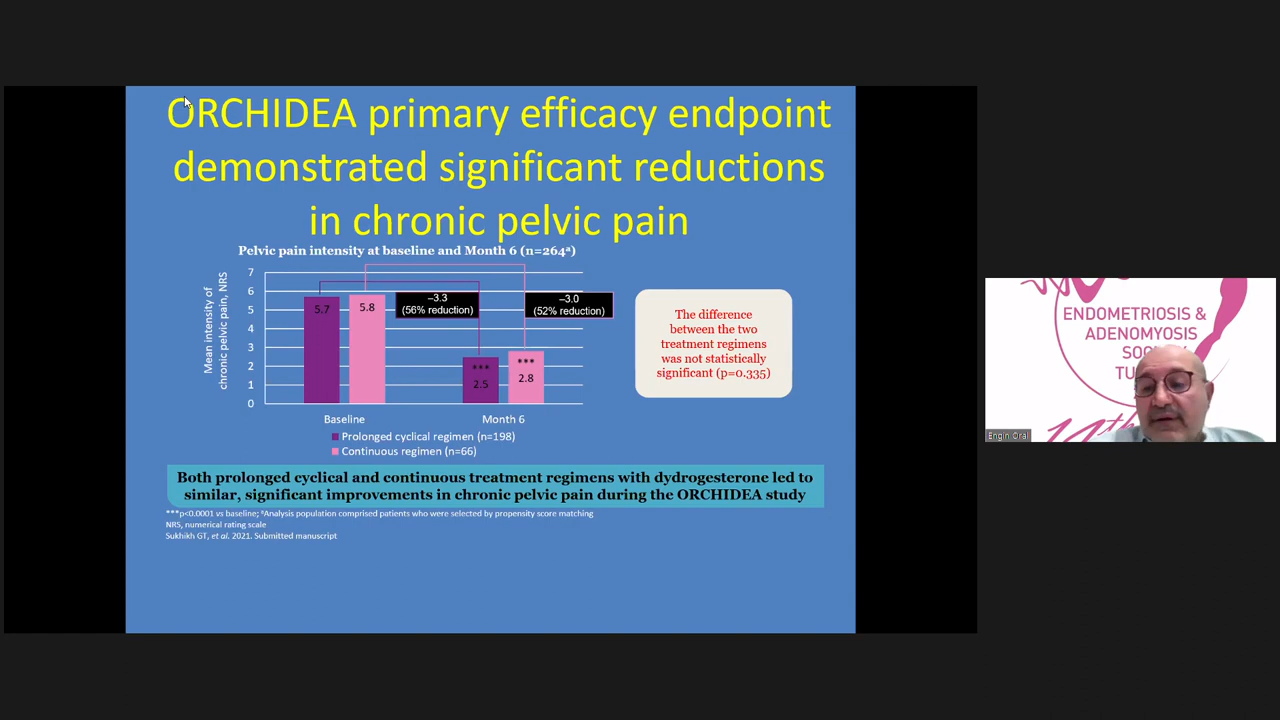 ORCHIDEA primary efficacy endpoint
demonstrated significant reductions
in chronic pelvic pain
Pelvic pain intensity at baseline and Month 6 (n=264ª)
Mean intensity of
chronic pelvic pain, NRS
7
6
5
4
3
2
1
0
5.7
5.8
–3.3
(56% reduction)
–3.0
(52% reduction)
***
2.5
***
2.8
Baseline
Month 6
Prolonged cyclical regimen (n=198)
Continuous regimen (n=66)
The difference
between the two
treatment regimens
was not statistically
significant (p=0.335)
Both prolonged cyclical and continuous treatment regimens with dydrogesterone led to
similar, significant improvements in chronic pelvic pain during the ORCHIDEA study
***p<0.0001 vs baseline; ªAnalysis population comprised patients who were selected by propensity score matching
NRS, numerical rating scale
Sukhikh GT, et al. 2021. Submitted manuscript
ENDOMETRIOSIS &
ADENOMYOSIS
Engin Oral